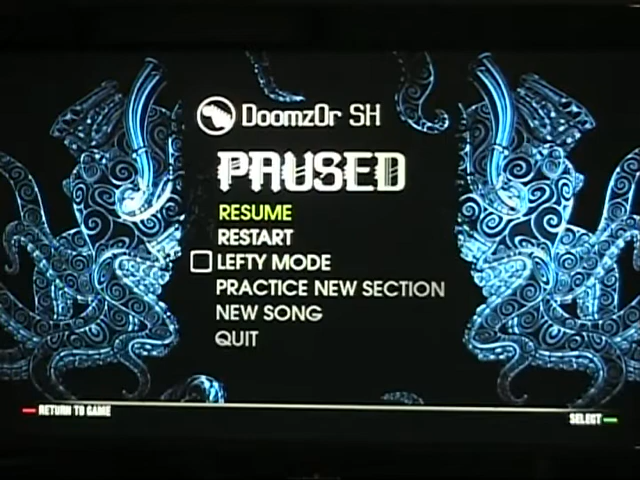 DoomzOr SH
PAUSED
RESUME
RESTART
LEFTY MODE
PRACTICE NEW SECTION
NEW SONG
QUIT
RETURN TO GAME
SELECT